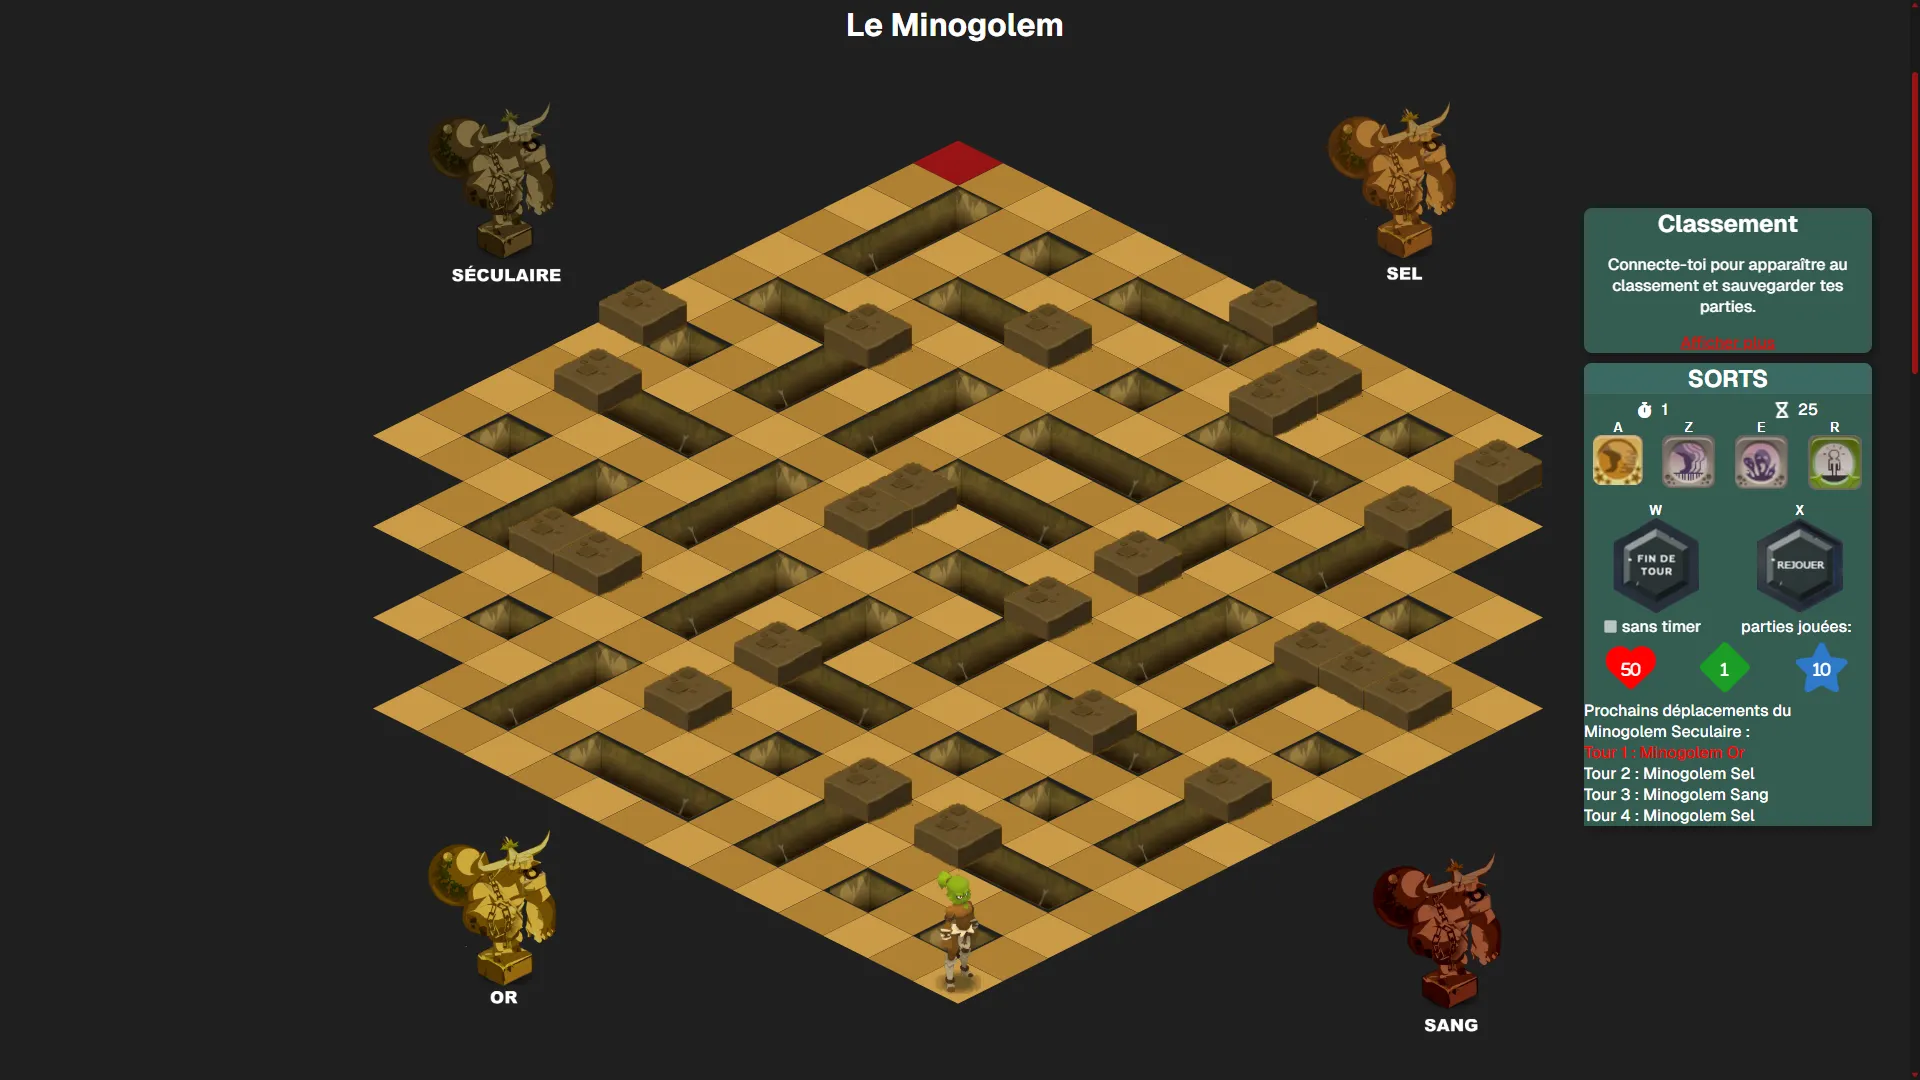 Le Minogolem
SÉCULAIRE
SEL
OR
SANG
Classement
Connecte-toi pour apparaître au
classement et sauvegarder tes
parties.
Afficher plus
SORTS
1
25
A
Z
E
R
W
X
FIN DE
TOUR
REJOUER
sans timer
parties jouées:
50
1
10
Prochains déplacements du
Minogolem Seculaire :
Tour 1 : Minogolem Or
Tour 2 : Minogolem Sel
Tour 3 : Minogolem Sang
Tour 4 : Minogolem Sel